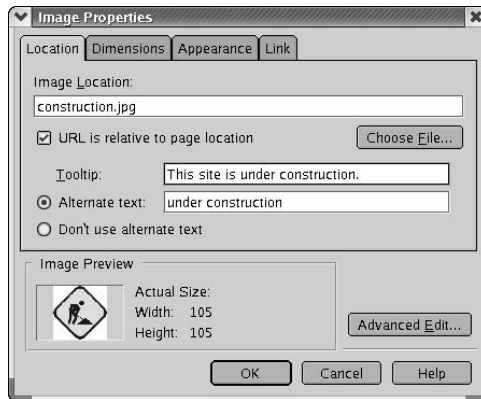 Image Properties
Location Dimensions Appearance Link
Image Location:
construction.jpg
URL is relative to page location
Choose File...
Tooltip: This site is under construction.
Alternate text: under construction
Don't use alternate text
Image Preview
Actual Size:
Width: 105
Height: 105
Advanced Edit...
OK Cancel Help